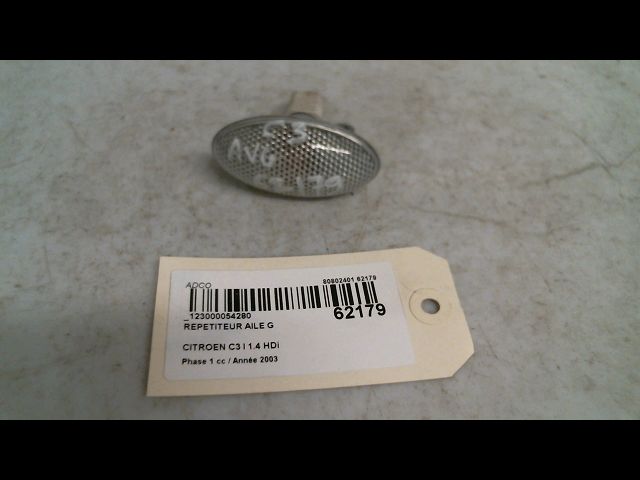 C3
AVG
62179
ADCO
80802401 62179
_123000054280
62179
REPETITEUR AILE G
CITROEN C3 I 1.4 HDi
Phase 1 cc / Année 2003